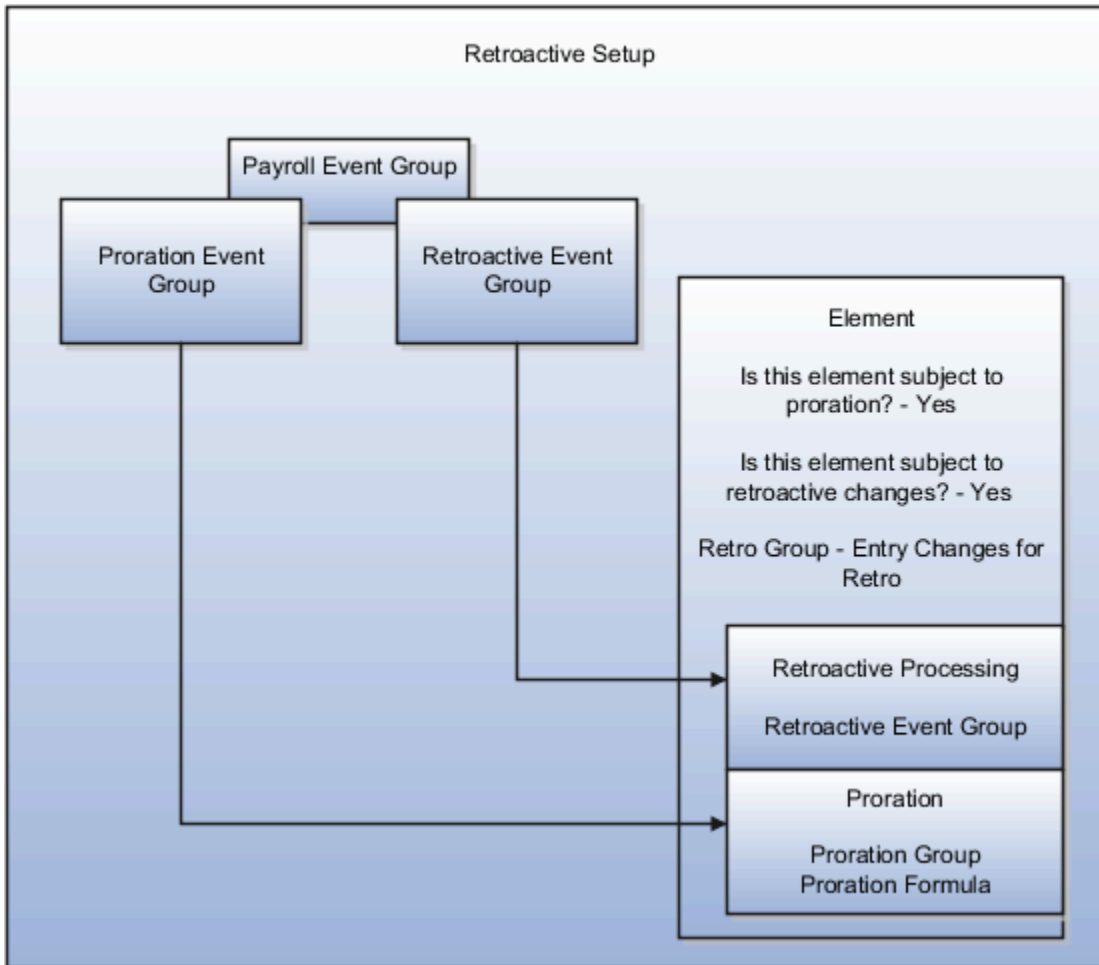 Retroactive Setup
Payroll Event Group
Proration Event
Group
Retroactive Event
Group
Element
Is this element subject to
proration? - Yes
Is this element subject to
retroactive changes? - Yes
Retro Group - Entry Changes for
Retro
Retroactive Processing
Retroactive Event Group
Proration
Proration Group
Proration Formula